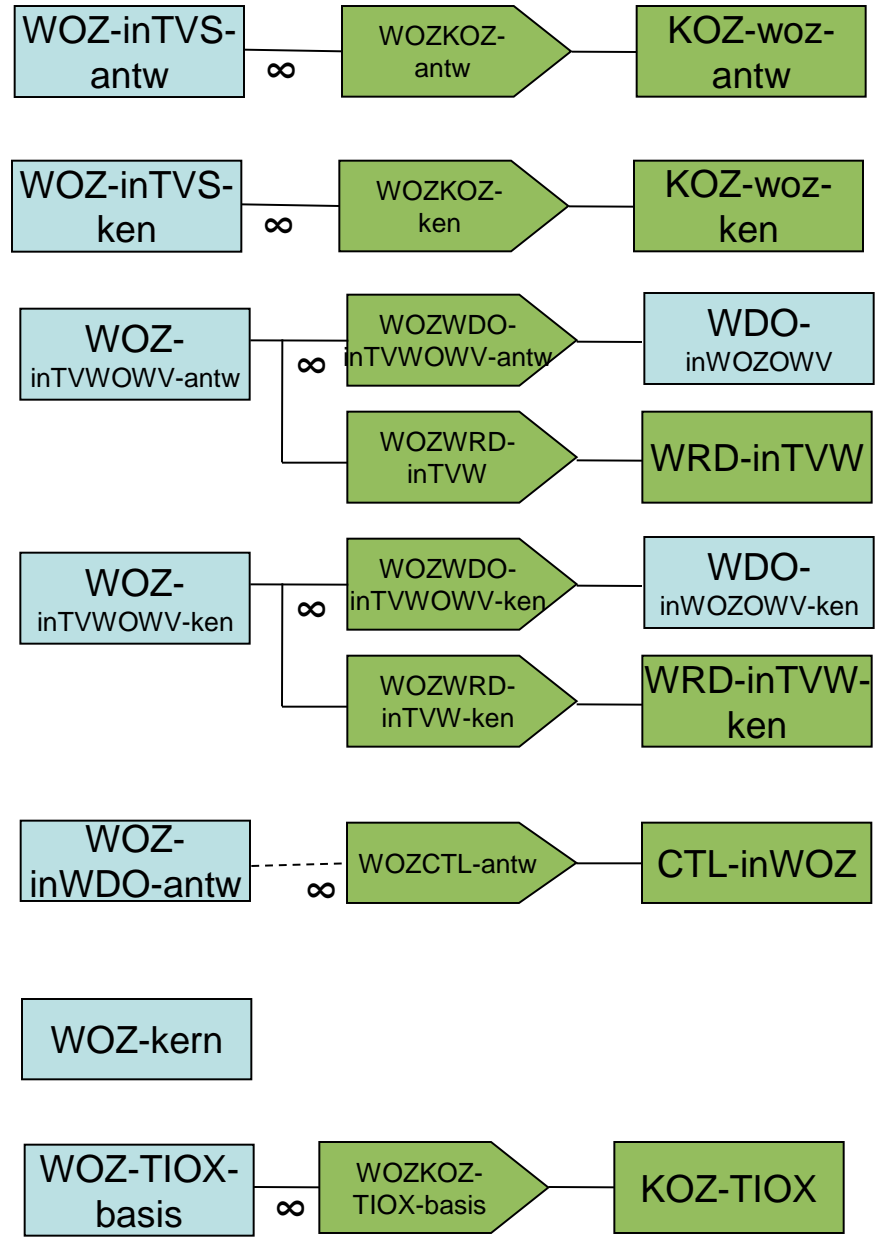 WOZ-inTVS-
antw
∞
WOZKOZ-
antw
KOZ-woz-
antw
WOZ-inTVS-
ken
∞
WOZKOZ-
ken
KOZ-woz-
ken
WOZ-
inTVWOWV-antw
∞
WOZWDO-
inTVWOWV-antw
WDO-
inWOZOWV
WOZWRD-
inTVW
WRD-inTVW
WOZ-
inTVWOWV-ken
∞
WOZWDO-
inTVWOWV-ken
WDO-
inWOZOWV-ken
WOZWRD-
inTVW-ken
WRD-inTVW-
ken
WOZ-
inWDO-antw
∞
WOZCTL-antw
CTL-inWOZ
WOZ-kern
WOZ-TIOX-
basis
∞
WOZKOZ-
TIOX-basis
KOZ-TIOX